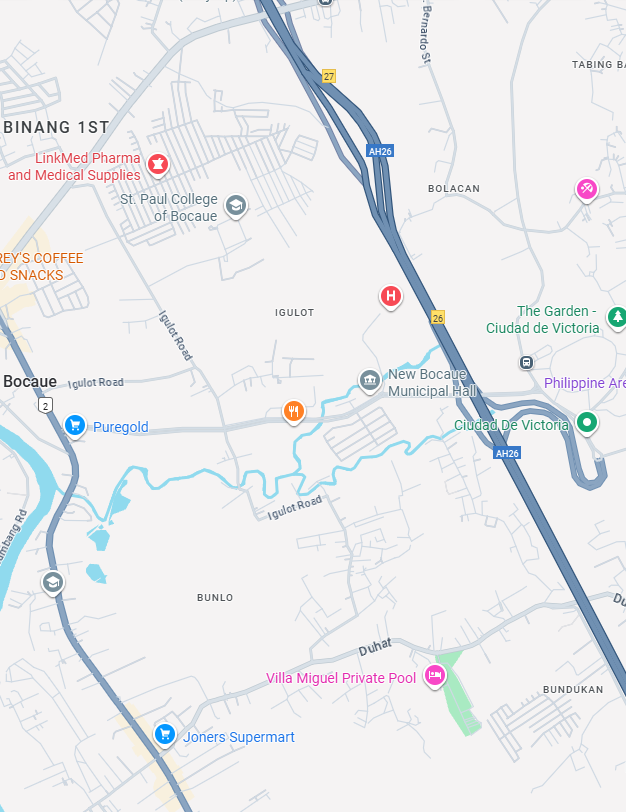 Bernardo St
27
TABING BA
BINANG 1ST
AH26
LinkMed Pharma
and Medical Supplies
BOLACAN
St. Paul College
of Bocaue
REY'S COFFEE
D SNACKS
H
IGULOT
26
The Garden -
Ciudad de Victoria
Igulot Road
New Bocaue
Municipal Hall
Bocaue
Igulot Road
Philippine Are
2
Puregold
Ciudad De Victoria
AH26
Igulot Road
ambang Rd
BUNLO
Du
Duhat
Villa Miguel Private Pool
BUNDUKAN
Joners Supermart